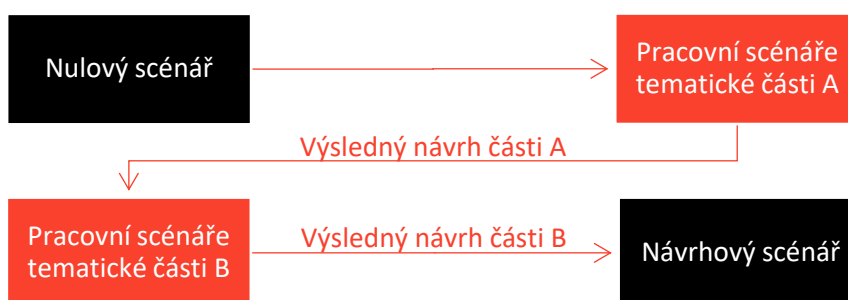 Nulový scénář
Pracovní scénáře
tematické části A
Výsledný návrh části A
Pracovní scénáře
tematické části B
Výsledný návrh části B
Návrhový scénář